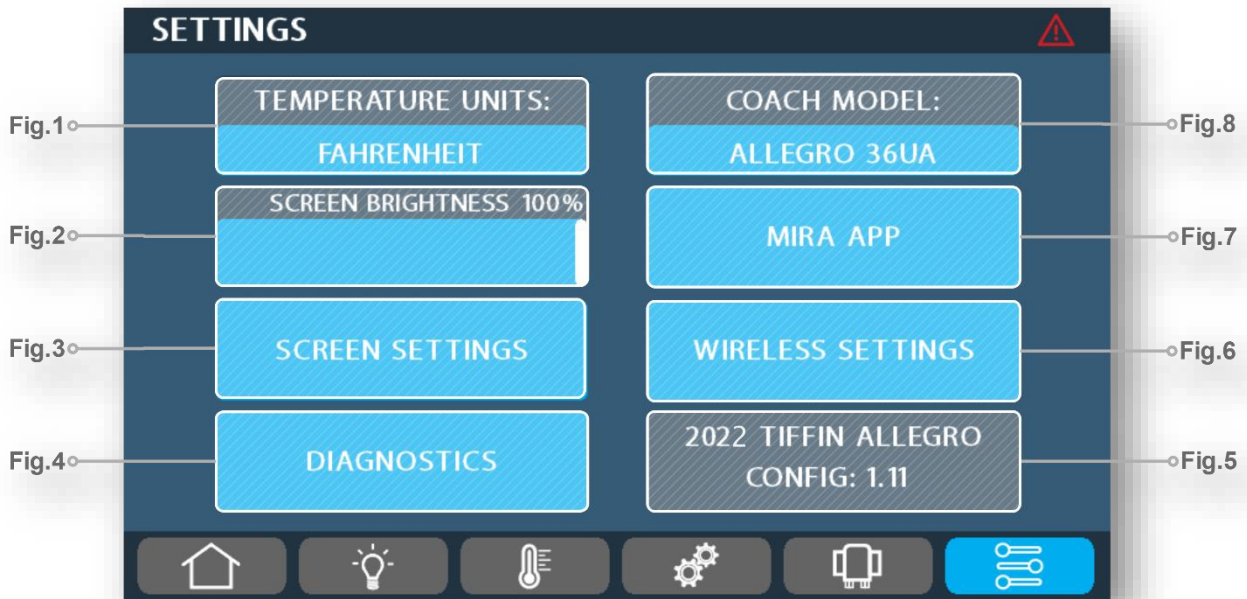 SETTINGS
Fig.1
TEMPERATURE UNITS:
FAHRENHEIT
COACH MODEL:
ALLEGRO 36UA
Fig.8
Fig.2
SCREEN BRIGHTNESS 100%
MIRA APP
Fig.7
Fig.3
SCREEN SETTINGS
WIRELESS SETTINGS
Fig.6
Fig.4
DIAGNOSTICS
2022 TIFFIN ALLEGRO
CONFIG: 1.11
Fig.5